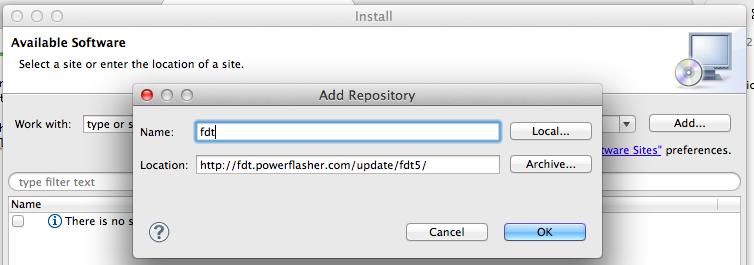 Install
Available Software
Select a site or enter the location of a site.
Add Repository
Name: fdt Local...
Work with: type or s Add...
Location: http://fdt.powerflasher.com/update/fdt5/ Archive...
tware Sites" preferences.
type filter text
Name
There is no s
Cancel OK